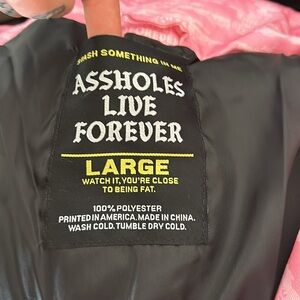 SOMETHING IN ME
ASSHOLES
LIVE
FOREVER
LARGE
WATCH IT, YOU'RE CLOSE
TO BEING FAT.
100% POLYESTER
PRINTED IN AMERICA. MADE IN CHINA.
WASH COLD. TUMBLE DRY COLD.